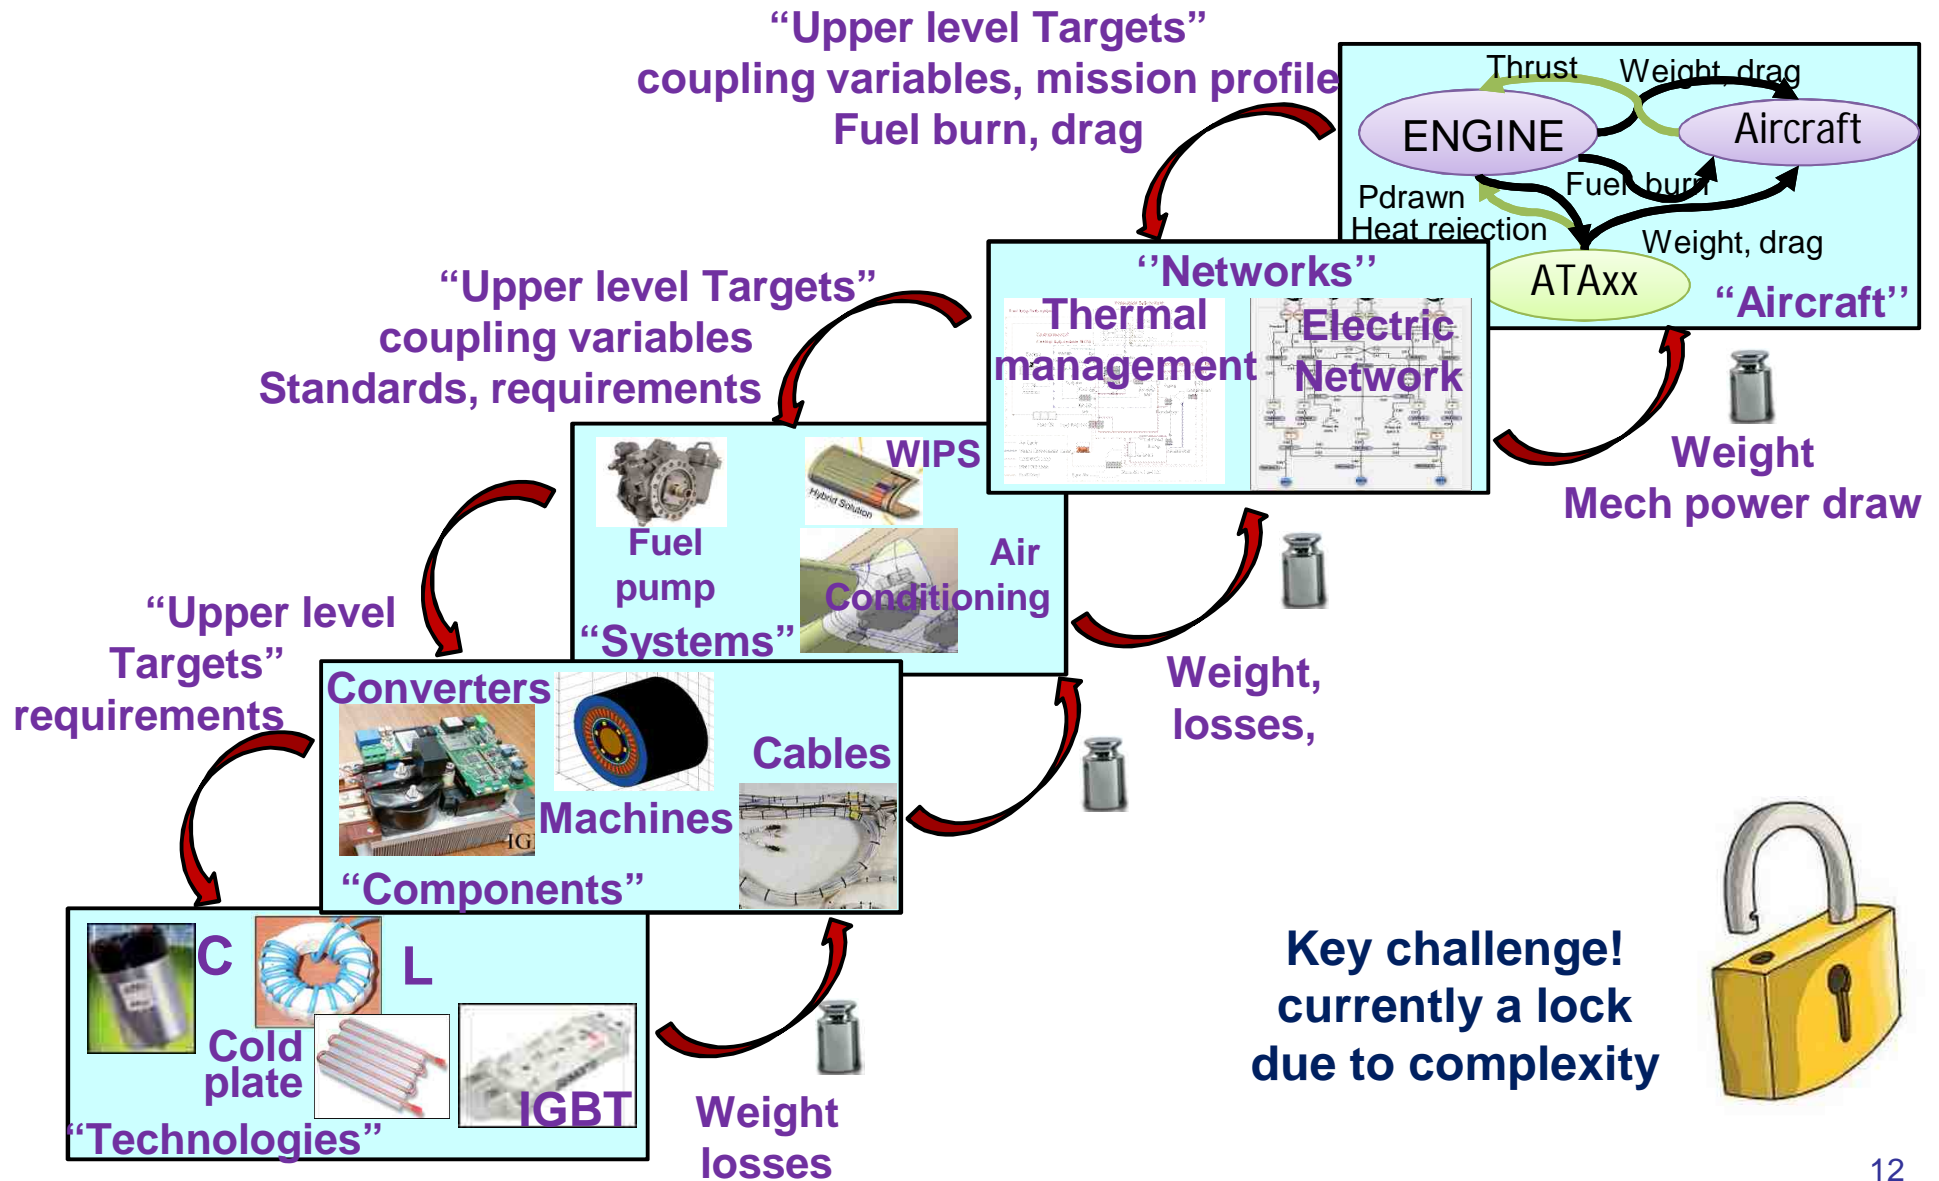 “Upper level Targets”
coupling variables, mission profile
Fuel burn, drag
Thrust
Weight, drag
ENGINE
Aircraft
Pdrawn
Fuel burn
Heat rejection
Weight, drag
ATAxx
“Aircraft’’
“Upper level Targets”
coupling variables
Standards, requirements
‘’Networks’’
Thermal
management
Electric
Network
Weight
Mech power draw
WIPS
Hybrid Solution
Fuel
pump
Air
Conditioning
“Systems”
“Upper level
Targets”
requirements
Weight,
losses,
Converters
IG
Machines
Cables
“Components”
C
L
Cold
plate
IGBT
“Technologies”
Weight
losses
Key challenge!
currently a lock
due to complexity
12